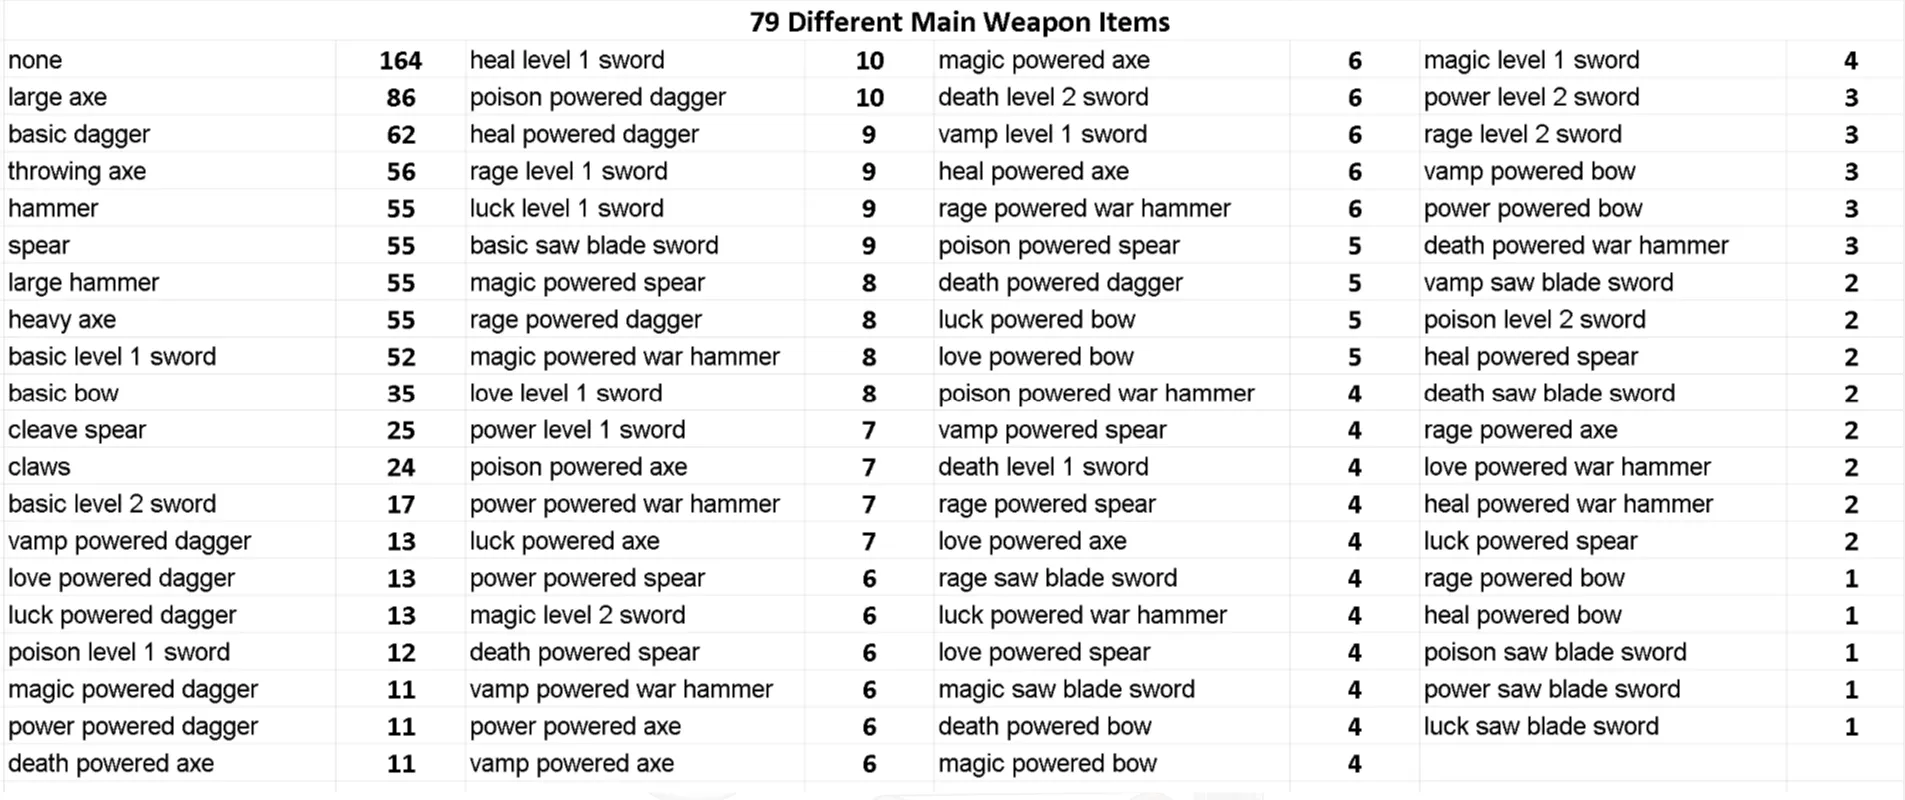 79 Different Main Weapon Items
none 164 heal level 1 sword 10 magic powered axe 6 magic level 1 sword 4
large axe 86 poison powered dagger 10 death level 2 sword 6 power level 2 sword 3
basic dagger 62 heal powered dagger 9 vamp level 1 sword 6 rage level 2 sword 3
throwing axe 56 rage level 1 sword 9 heal powered axe 6 vamp powered bow 3
hammer 55 luck level 1 sword 9 rage powered war hammer 6 power powered bow 3
spear 55 basic saw blade sword 9 poison powered spear 5 death powered war hammer 3
large hammer 55 magic powered spear 8 death powered dagger 5 vamp saw blade sword 2
heavy axe 55 rage powered dagger 8 luck powered bow 5 poison level 2 sword 2
basic level 1 sword 52 magic powered war hammer 8 love powered bow 5 heal powered spear 2
basic bow 35 love level 1 sword 8 poison powered war hammer 4 death saw blade sword 2
cleave spear 25 power level 1 sword 7 vamp powered spear 4 rage powered axe 2
claws 24 poison powered axe 7 death level 1 sword 4 love powered war hammer 2
basic level 2 sword 17 power powered war hammer 7 rage powered spear 4 heal powered war hammer 2
vamp powered dagger 13 luck powered axe 7 love powered axe 4 luck powered spear 2
love powered dagger 13 power powered spear 6 rage saw blade sword 4 rage powered bow 1
luck powered dagger 13 magic level 2 sword 6 luck powered war hammer 4 heal powered bow 1
poison level 1 sword 12 death powered spear 6 love powered spear 4 poison saw blade sword 1
magic powered dagger 11 vamp powered war hammer 6 magic saw blade sword 4 power saw blade sword 1
power powered dagger 11 power powered axe 6 death powered bow 4 luck saw blade sword 1
death powered axe 11 vamp powered axe 6 magic powered bow 4